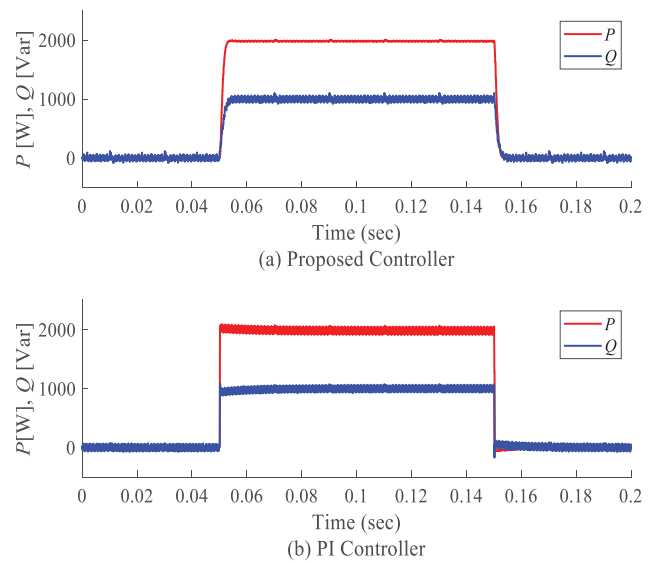 P [W], Q [Var]
2000
1000
0
P
Q
0 0.02 0.04 0.06 0.08 0.1 0.12 0.14 0.16 0.18 0.2
Time (sec)
(a) Proposed Controller
P[W], Q [Var]
2000
1000
0
P
Q
0 0.02 0.04 0.06 0.08 0.1 0.12 0.14 0.16 0.18 0.2
Time (sec)
(b) PI Controller